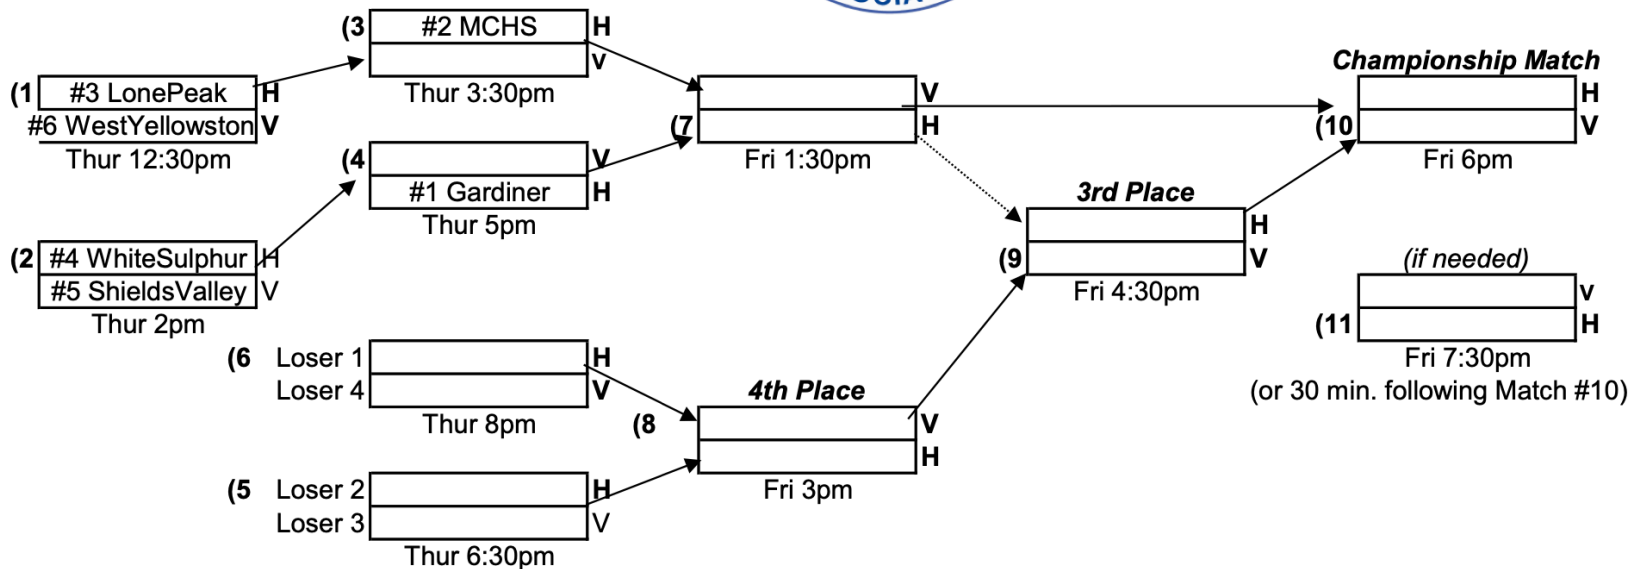 (3 #2 MCHS H
V
Thur 3:30pm
(1 #3 LonePeak H
#6 WestYellowston V
Thur 12:30pm
(4 V
#1 Gardiner H
Thur 5pm
(2 #4 WhiteSulphur H
#5 ShieldsValley V
Thur 2pm
(6 Loser 1 H
Loser 4 V
Thur 8pm
(5 Loser 2 H
Loser 3 V
Thur 6:30pm
V
(7 H
Fri 1:30pm
4th Place
(8 V
H
Fri 3pm
3rd Place
H
(9 V
Fri 4:30pm
Championship Match
H
(10 V
Fri 6pm
(if needed)
V
(11 H
Fri 7:30pm
(or 30 min. following Match #10)